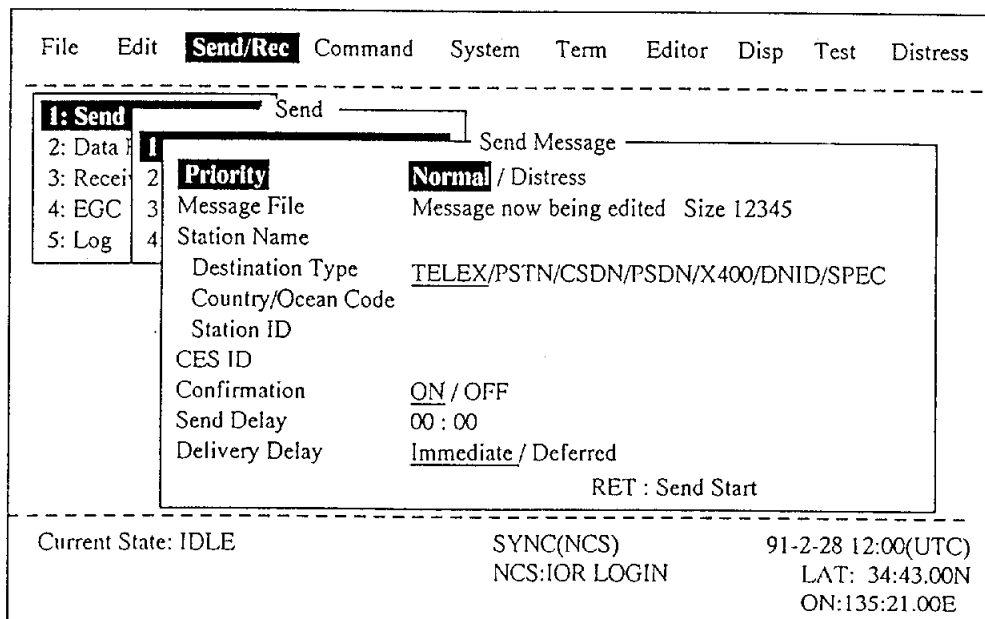 File Edit Send/Rec Command System Term Editor Disp Test Distress
Send
1: Send
Send Message
2: Data 1
Priority Normal / Distress
3: Recei 2
Message File Message now being edited Size 12345
4: EGC 3
Station Name
5: Log 4
Destination Type TELEX/PSTN/CSDN/PSDN/X400/DNID/SPEC
Country/Ocean Code
Station ID
CES ID
Confirmation ON / OFF
Send Delay 00 : 00
Delivery Delay Immediate / Deferred
RET : Send Start
Current State: IDLE SYNC(NCS) 91-2-28 12:00(UTC)
NCS:IOR LOGIN LAT: 34:43.00N
ON:135:21.00E